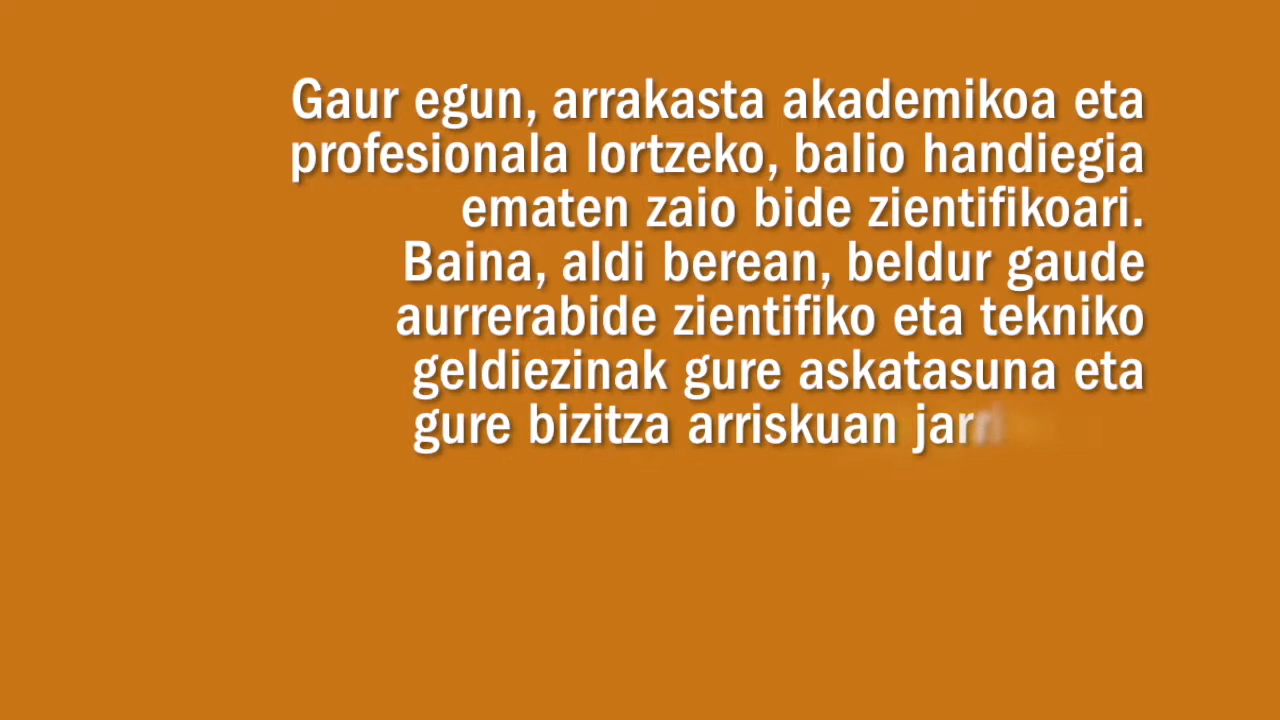 Gaur egun, arrakasta akademikoa eta
profesionala lortzeko, balio handiegia
ematen zaio bide zientifikoari.
Baina, aldi berean, beldur gaude
aurrerabide zientifiko eta tekniko
geldiezinak gure askatasuna eta
gure bizitza arriskuan